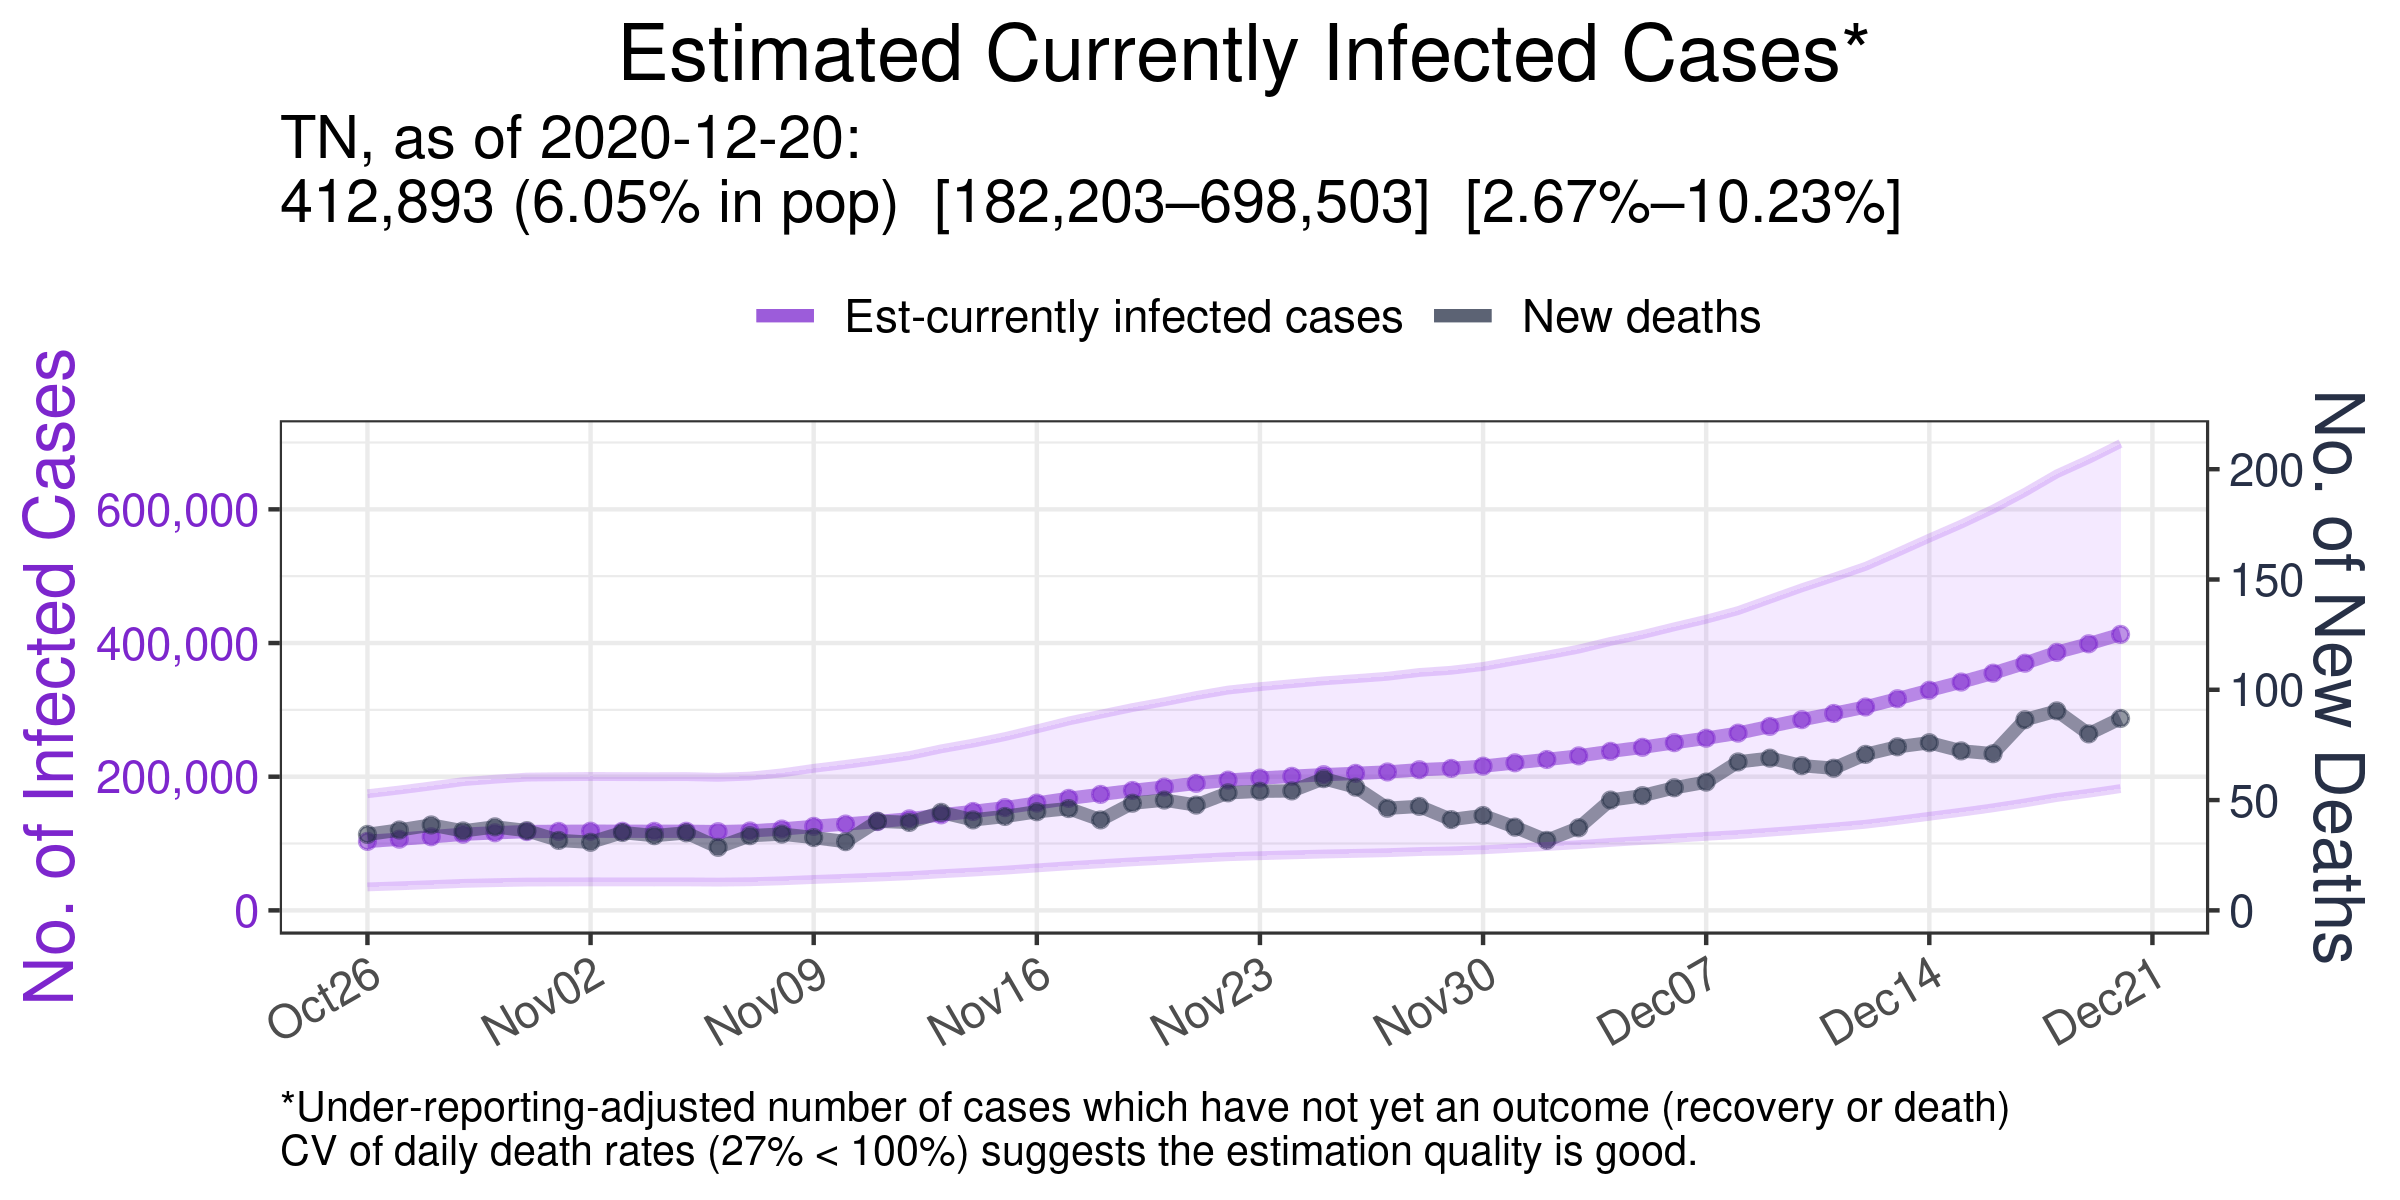 Estimated Currently Infected Cases*
TN, as of 2020-12-20:
412,893 (6.05% in pop) [182,203–698,503] [2.67%–10.23%]
Est-currently infected cases
New deaths
No. of Infected Cases
600,000
400,000
200,000
0
200
150
100
50
0
No. of New Deaths
Oct26
Nov02
Nov09
Nov16
Nov23
Nov30
Dec07
Dec14
Dec21
*Under-reporting-adjusted number of cases which have not yet an outcome (recovery or death)
CV of daily death rates (27% < 100%) suggests the estimation quality is good.